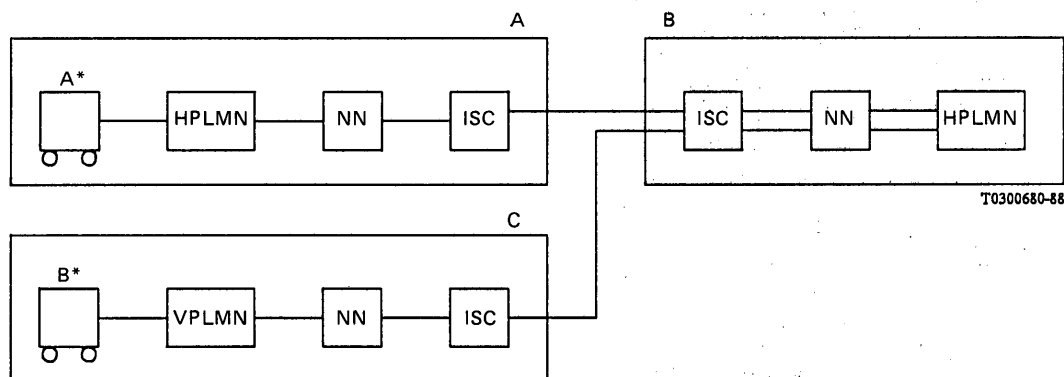 A
B
A*
HPLMN
NN
ISC
ISC
NN
HPLMN
T0300680-88
C
B*
VPLMN
NN
ISC